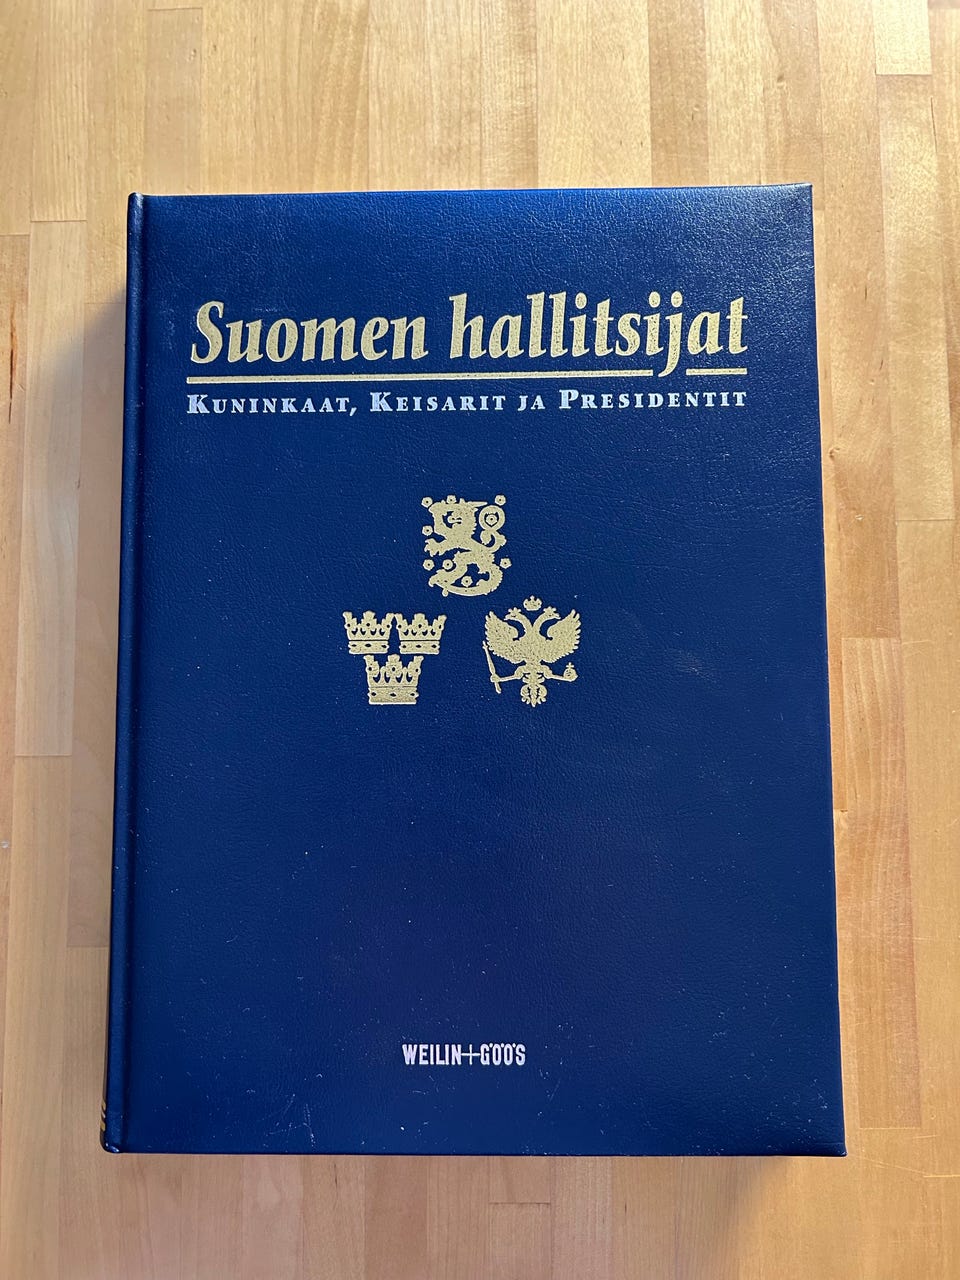 Suomen hallitsijat
KUNINKAAT, KEISARIT JA PRESIDENTIT
WEILIN+GÖÖS